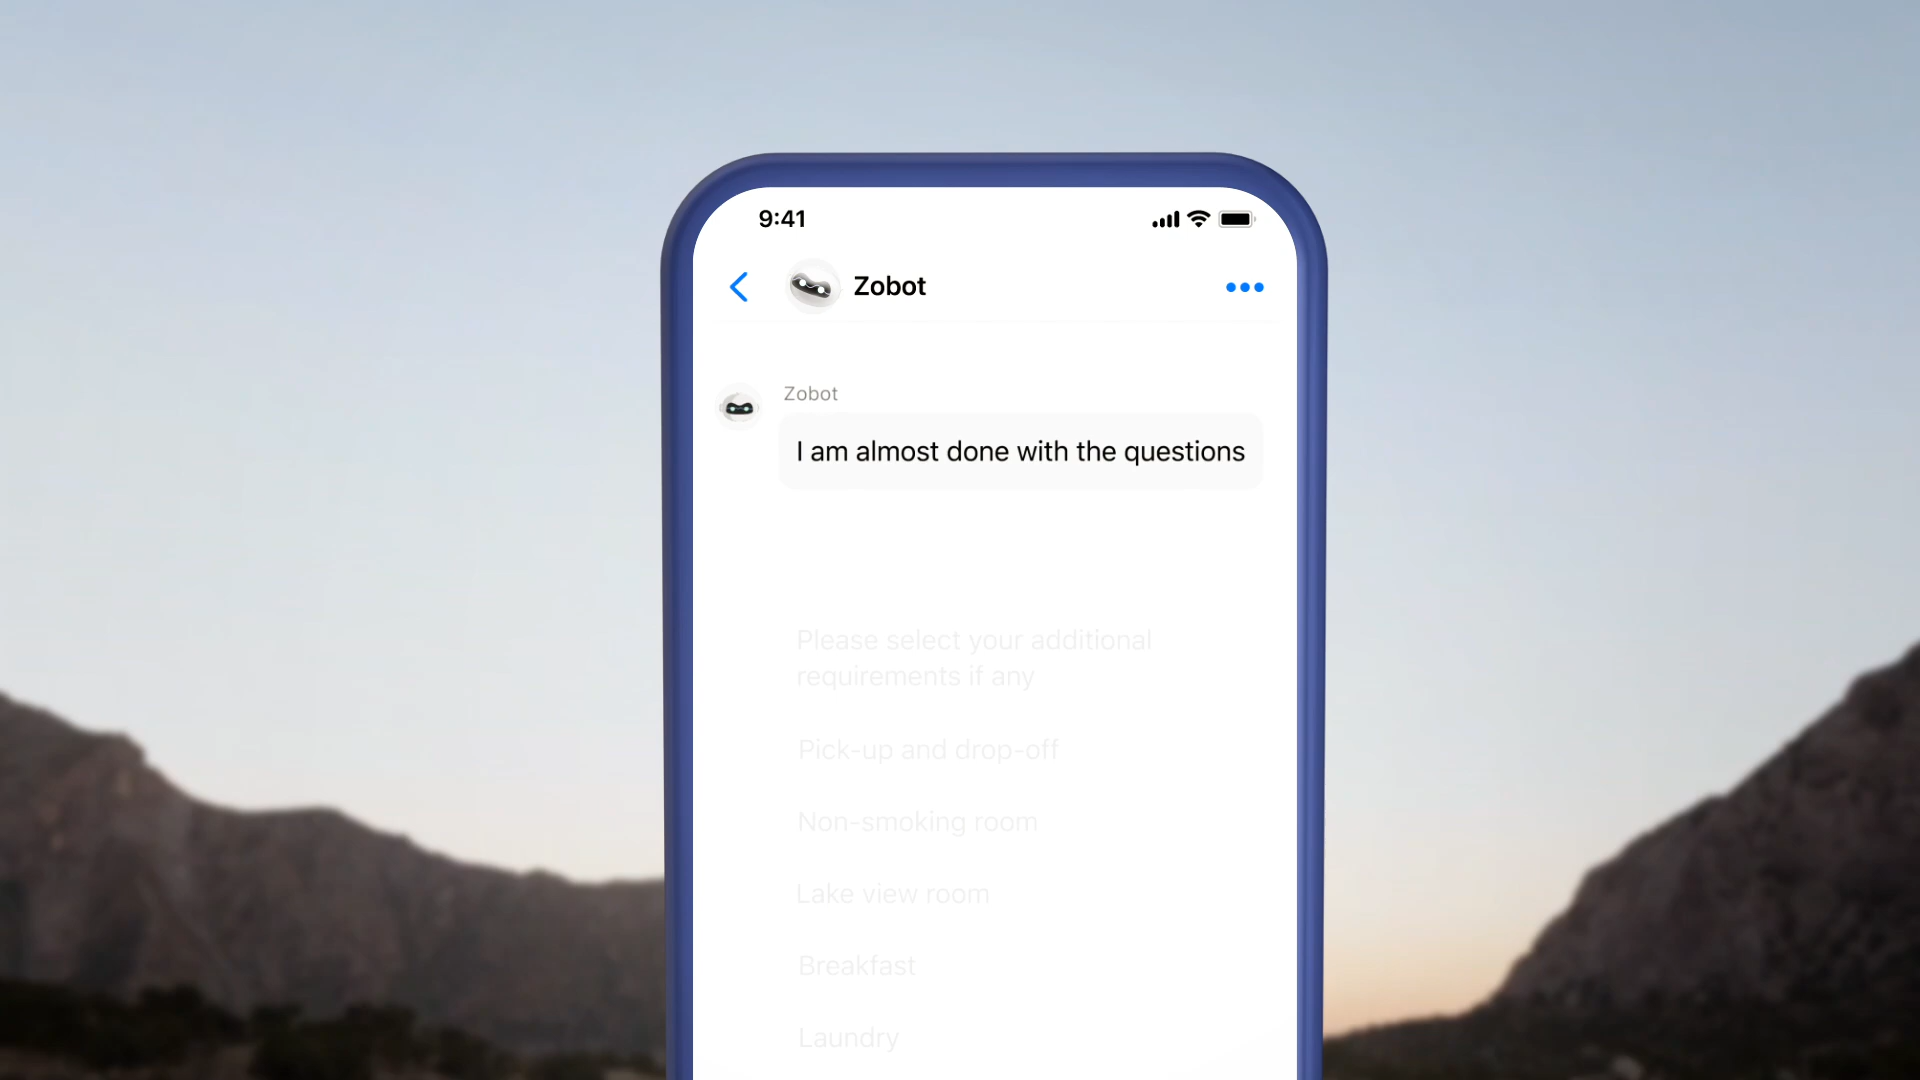 9:41
Zobot
Zobot
I am almost done with the questions
Please select your additional
requirements if any
Pick-up and drop-off
Non-smoking room
Lake view room
Breakfast
Laundry